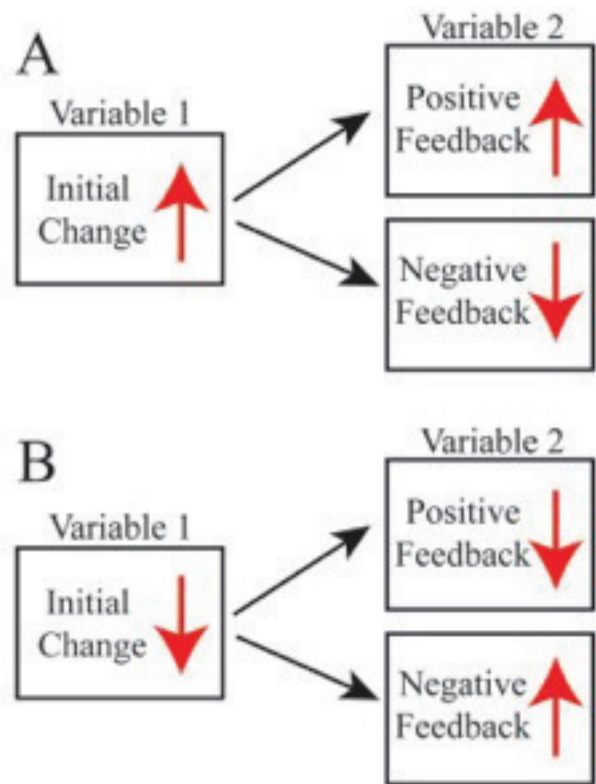 A
Variable 1
Initial
Change
Variable 2
Positive
Feedback
Negative
Feedback
B
Variable 1
Initial
Change
Variable 2
Positive
Feedback
Negative
Feedback